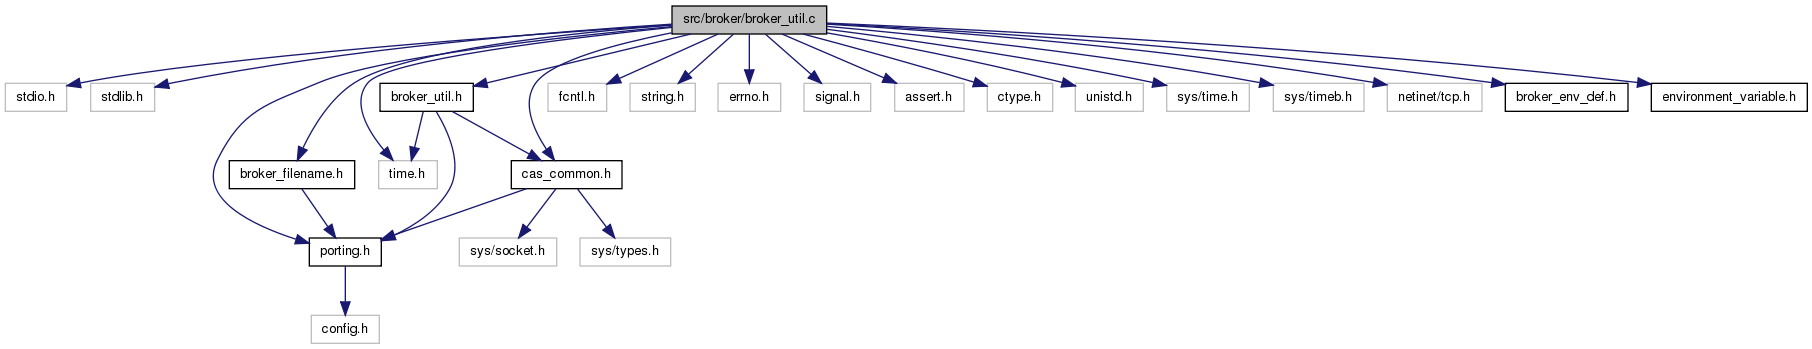 src/broker/broker_util.c
stdio.h
stdlib.h
broker_util.h
fcntl.h
string.h
errno.h
signal.h
assert.h
ctype.h
unistd.h
sys/time.h
sys/timeb.h
netinet/tcp.h
broker_env_def.h
environment_variable.h
broker_filename.h
time.h
cas_common.h
porting.h
sys/socket.h
sys/types.h
config.h